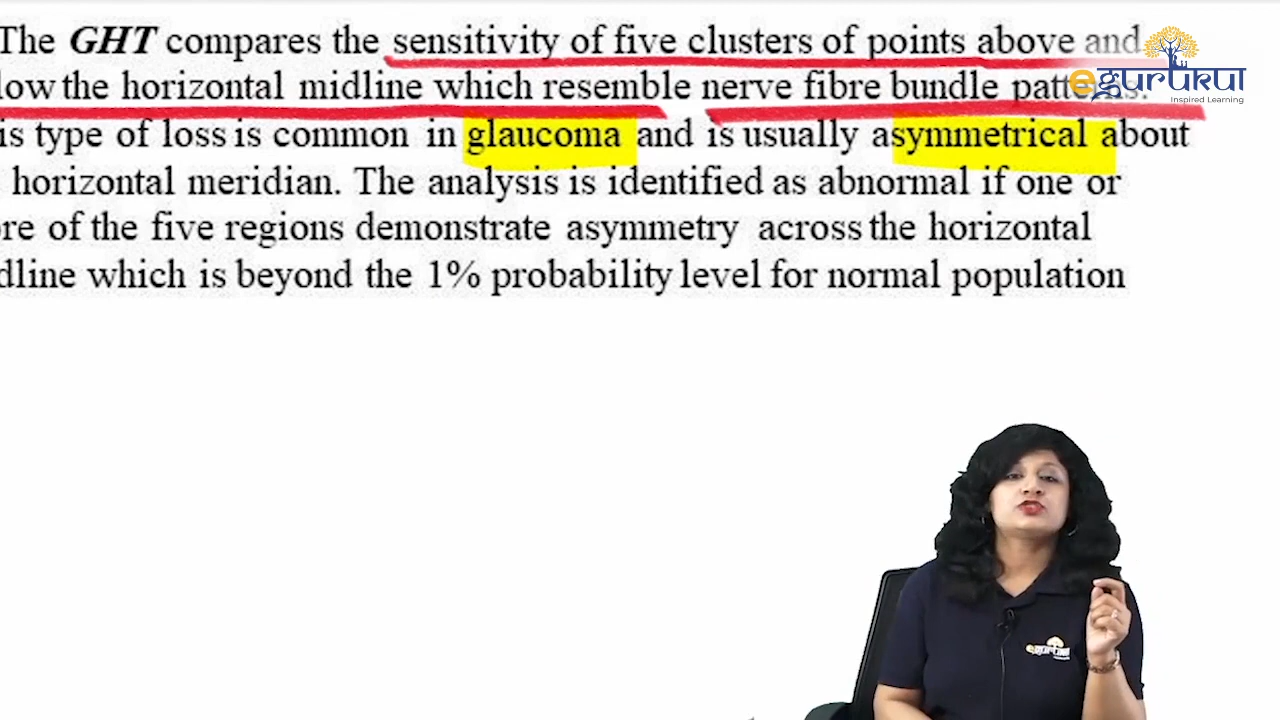 The GHT compares the sensitivity of five clusters of points above and
low the horizontal midline which resemble nerve fibre bundle
is type of loss is common in glaucoma and is usually asymmetrical about
horizontal meridian. The analysis is identified as abnormal if one or
re of the five regions demonstrate asymmetry across the horizontal
dline which is beyond the 1% probability level for normal population
eगुरुkul
Inspired Learning